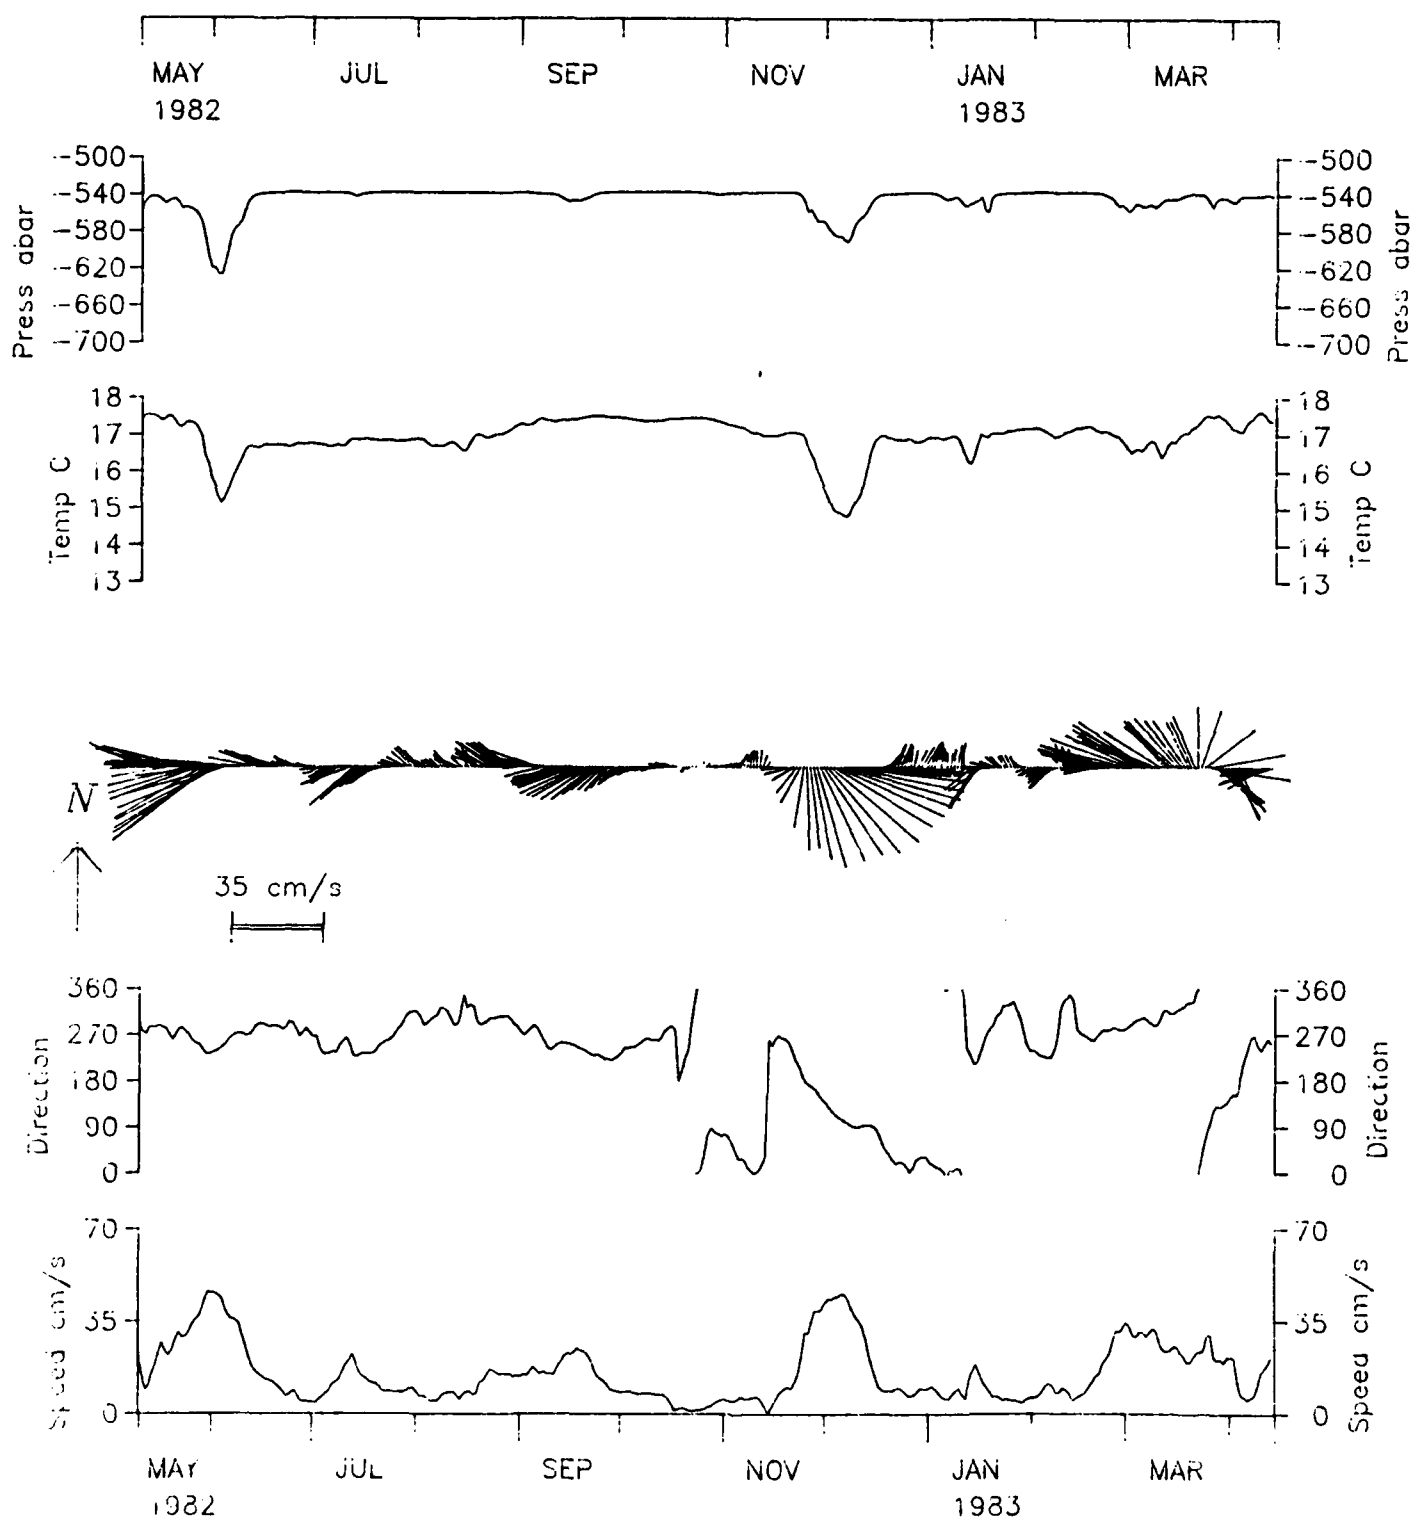 MAY JUL SEP NOV JAN MAR
1982 1983
-500 -500
-540 -540
-580 -580
-620 -620
-660 -660
-700 -700
Press abar Press abar
18 18
17 17
16 16
15 15
14 14
13 13
Temp C Temp C
N
35 cm/s
360 360
270 270
180 180
90 90
0 0
Direction Direction
70 70
35 35
0 0
Speed cm/s Speed cm/s
MAY JUL SEP NOV JAN MAR
1982 1983